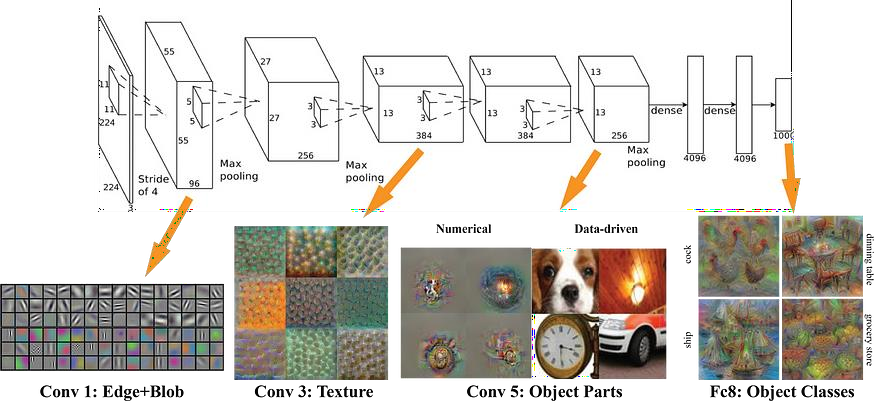 11
11
224
224
3
Stride
of 4
55
55
5
5
96
Max
pooling
27
27
3
3
256
Max
pooling
13
13
3
3
384
13
13
3
3
384
13
13
256
Max
pooling
dense
4096
dense
4096
1000
Numerical
Data-driven
cock
ship
dinning table
grocery store
Conv 1: Edge+Blob
Conv 3: Texture
Conv 5: Object Parts
Fc8: Object Classes